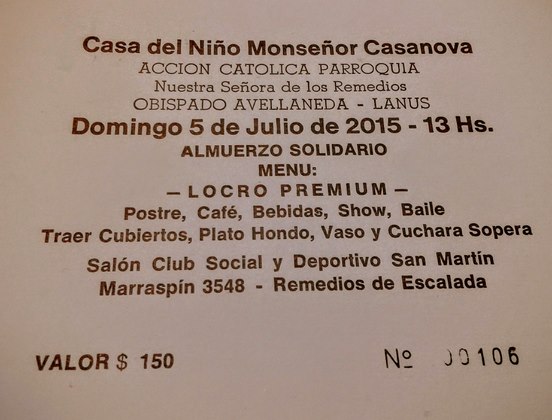 Casa del Niño Monseñor Casanova
ACCION CATOLICA PARROQUIA
Nuestra Señora de los Remedios
OBISPADO AVELLANEDA - LANUS
Domingo 5 de Julio de 2015 - 13 Hs.
ALMUERZO SOLIDARIO
MENU:
— LOCRO PREMIUM —
Postre, Café, Bebidas, Show, Baile
Traer Cubiertos, Plato Hondo, Vaso y Cuchara Sopera
Salón Club Social y Deportivo San Martín
Marraspín 3548 - Remedios de Escalada
VALOR $ 150 Nº 00106